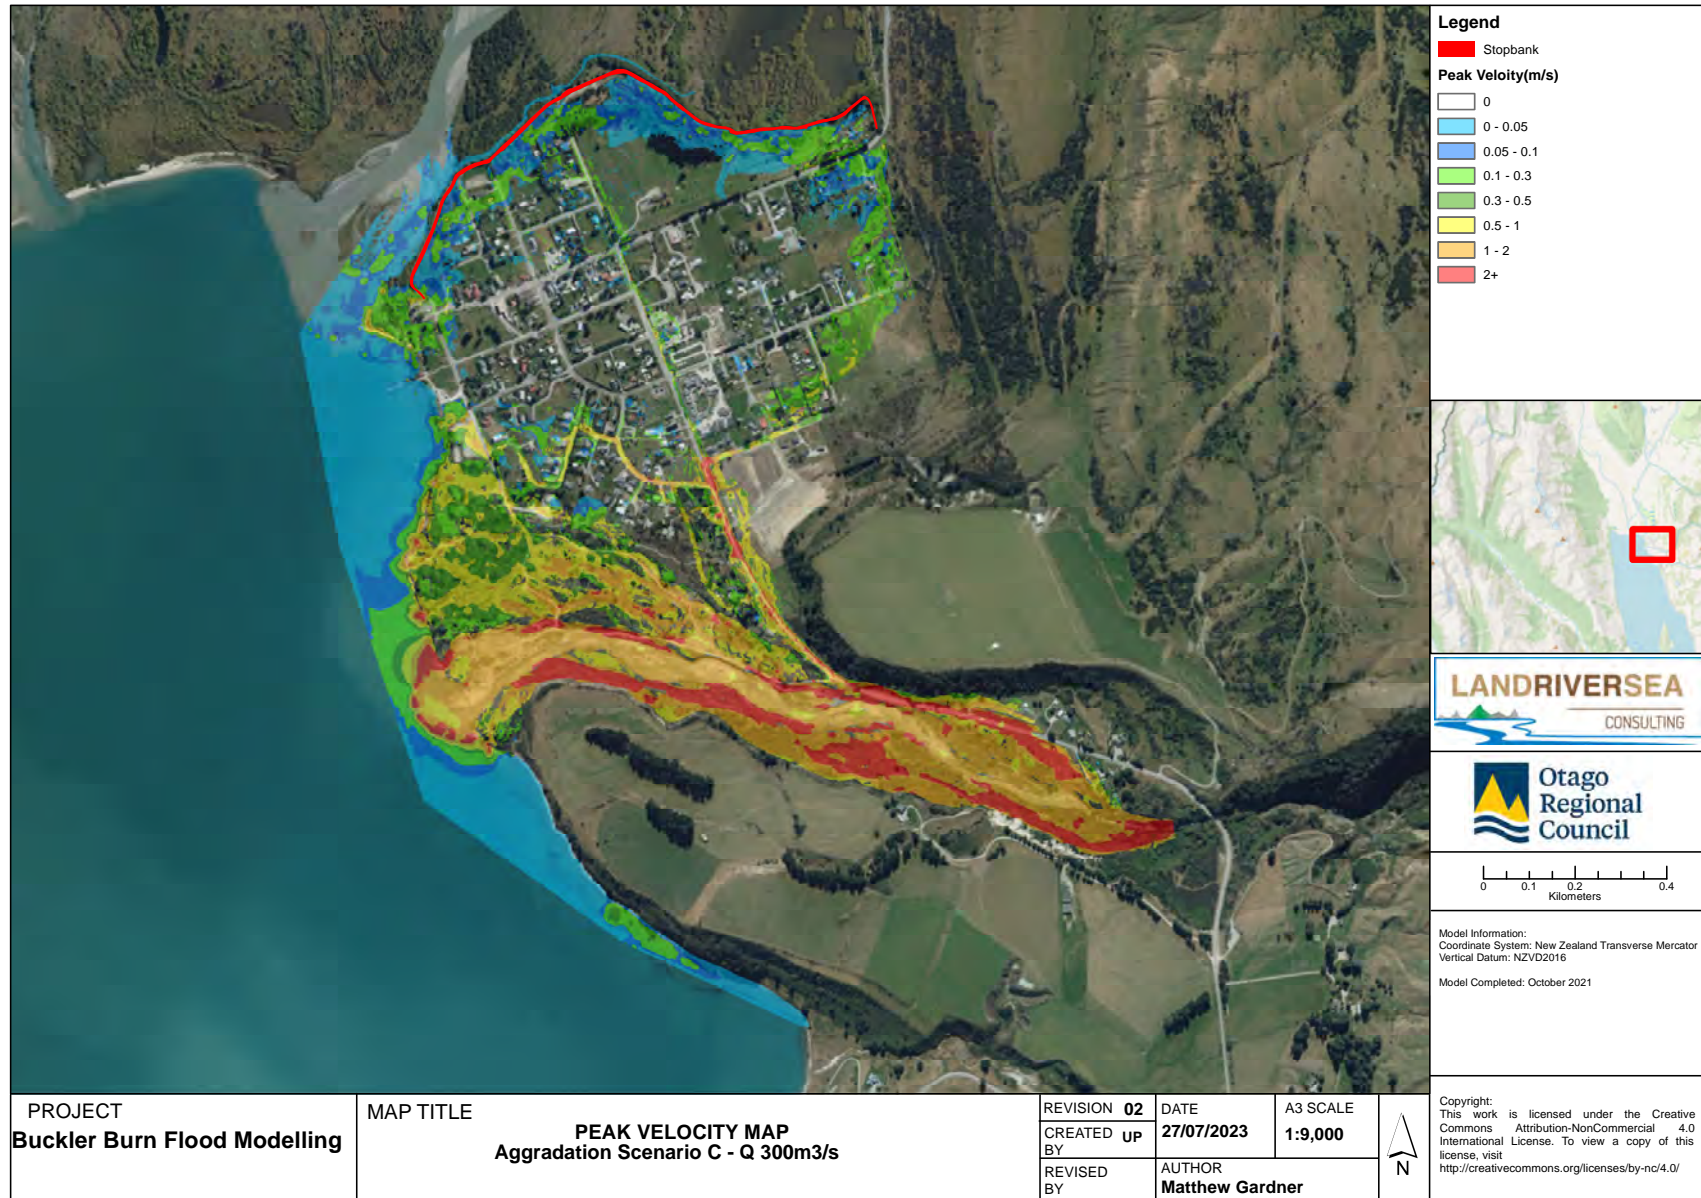 Legend
Stopbank
Peak Veloity(m/s)
0
0 - 0.05
0.05 - 0.1
0.1 - 0.3
0.3 - 0.5
0.5 - 1
1 - 2
2+
LANDRIVERSEA
CONSULTING
Otago
Regional
Council
0 0.1 0.2 0.4
Kilometers
Model Information:
Coordinate System: New Zealand Transverse Mercator
Vertical Datum: NZVD2016
Model Completed: October 2021
Copyright:
This work is licensed under the Creative
Commons Attribution-NonCommercial 4.0
International License. To view a copy of this
license, visit
http://creativecommons.org/licenses/by-nc/4.0/
PROJECT
Buckler Burn Flood Modelling
MAP TITLE
PEAK VELOCITY MAP
Aggradation Scenario C - Q 300m3/s
REVISION 02
CREATED BY UP
REVISED
BY
DATE
27/07/2023
A3 SCALE
1:9,000
AUTHOR
Matthew Gardner
N